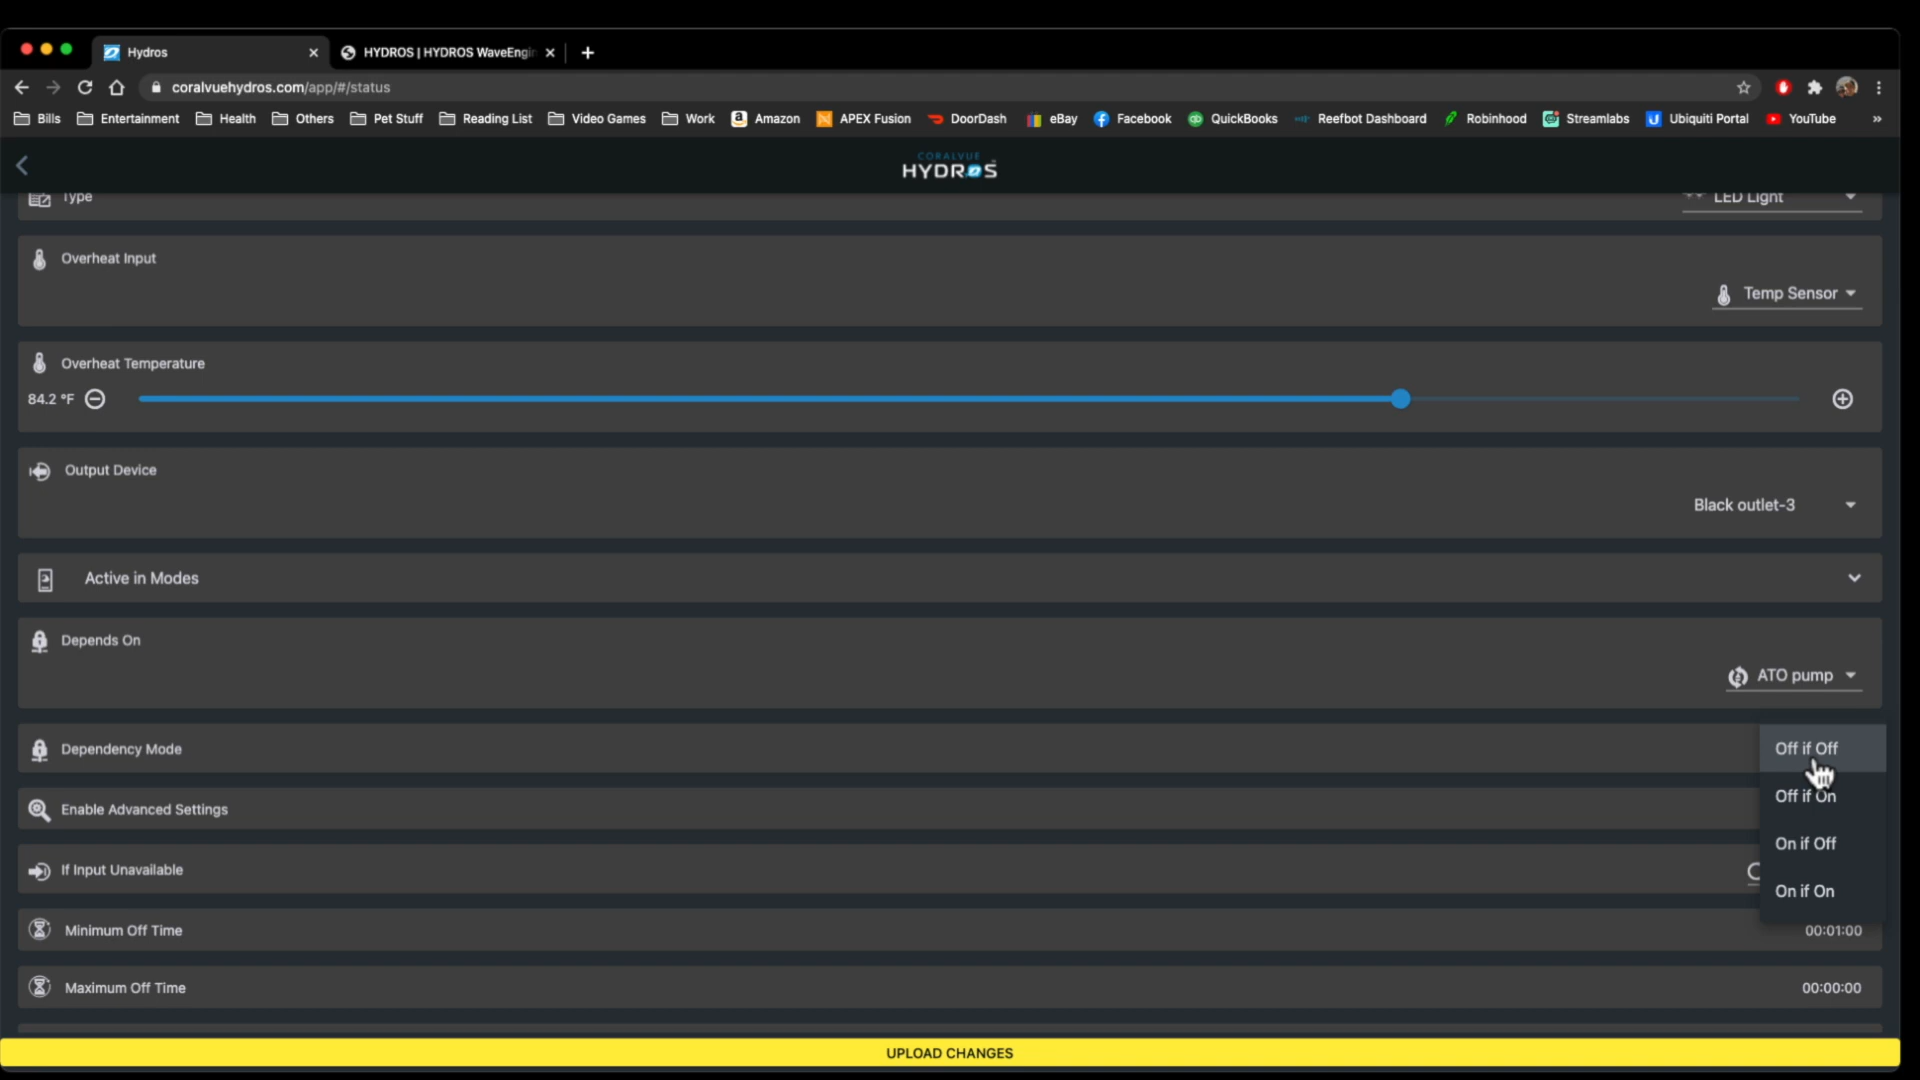 Hydros
HYDROS | HYDROS WaveEngin
coralvuehydros.com/app/#/status
Bills Entertainment Health Others Pet Stuff Reading List Video Games Work Amazon APEX Fusion DoorDash eBay Facebook QuickBooks Reefbot Dashboard Robinhood Streamlabs Ubiquiti Portal YouTube »
CORALVUE
HYDROS
Type LED Light
Overheat Input
Temp Sensor
Overheat Temperature
84.2 °F
Output Device
Black outlet-3
Active in Modes
Depends On
ATO pump
Dependency Mode Off if Off
Off if On
Enable Advanced Settings
On if Off
If Input Unavailable
On if On
Minimum Off Time 00:01:00
Maximum Off Time 00:00:00
UPLOAD CHANGES